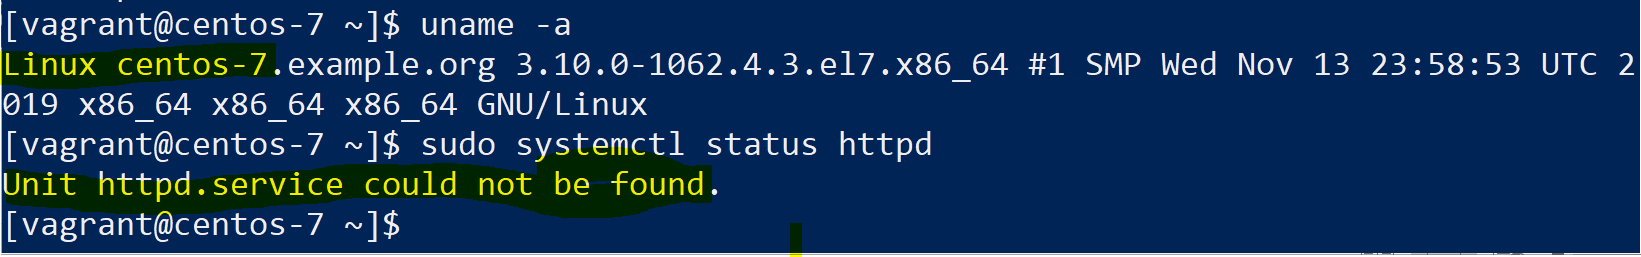 [vagrant@centos-7 ~]$ uname -a
Linux centos-7.example.org 3.10.0-1062.4.3.el7.x86_64 #1 SMP Wed Nov 13 23:58:53 UTC 2
019 x86_64 x86_64 x86_64 GNU/Linux
[vagrant@centos-7 ~]$ sudo systemctl status httpd
Unit httpd.service could not be found.
[vagrant@centos-7 ~]$